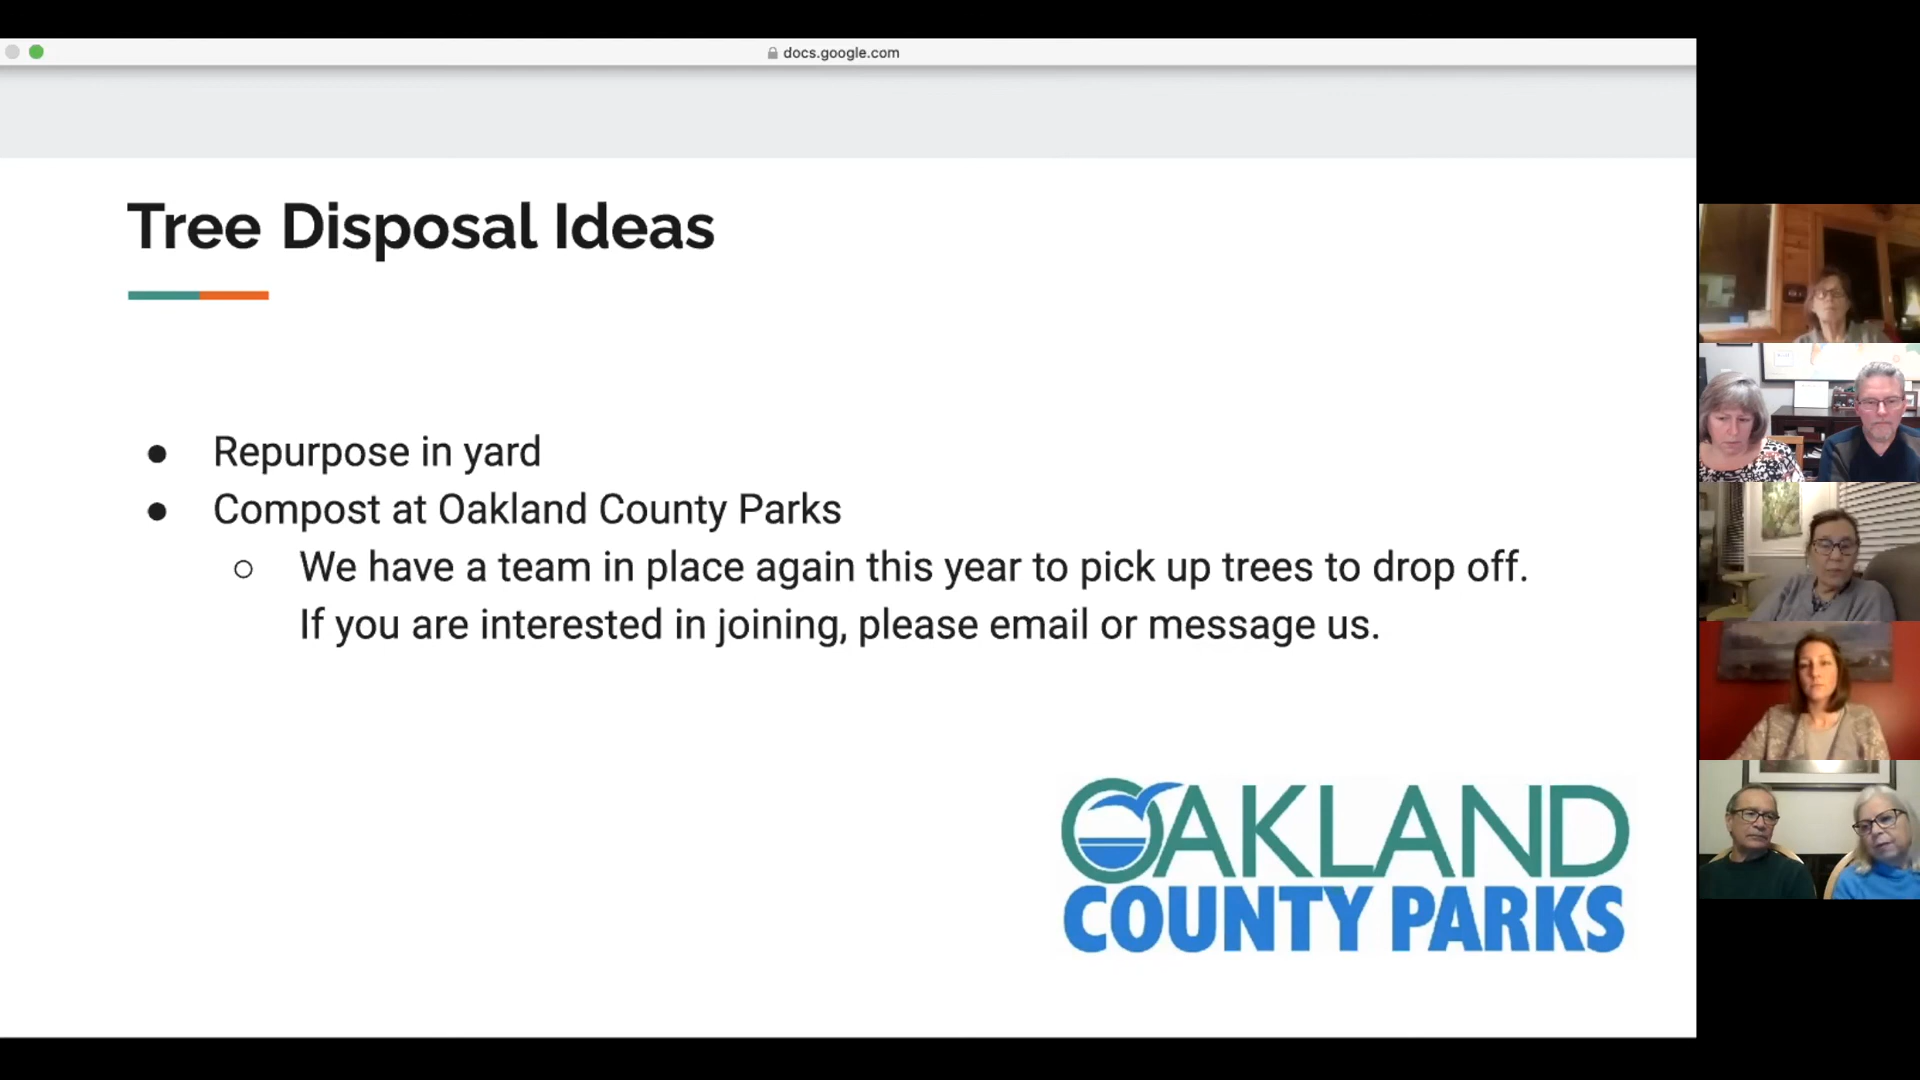 docs.google.com
Tree Disposal Ideas
● Repurpose in yard
● Compost at Oakland County Parks
○ We have a team in place again this year to pick up trees to drop off.
If you are interested in joining, please email or message us.
OAKLAND
COUNTY PARKS